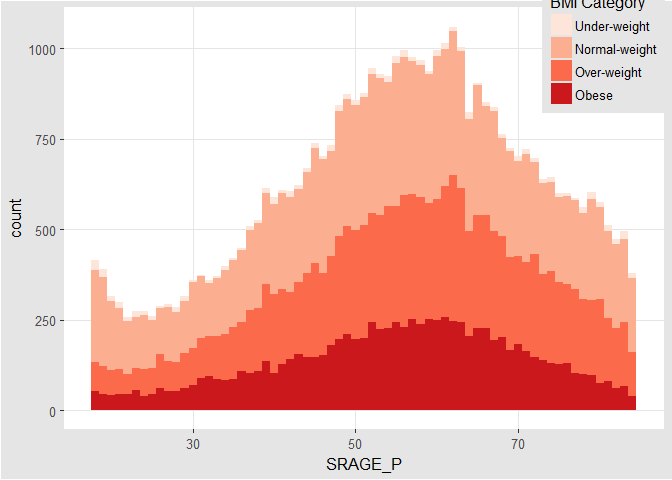 BMI Category
Under-weight
Normal-weight
Over-weight
Obese
1000
750
500
250
0
count
30
50
70
SRAGE_P